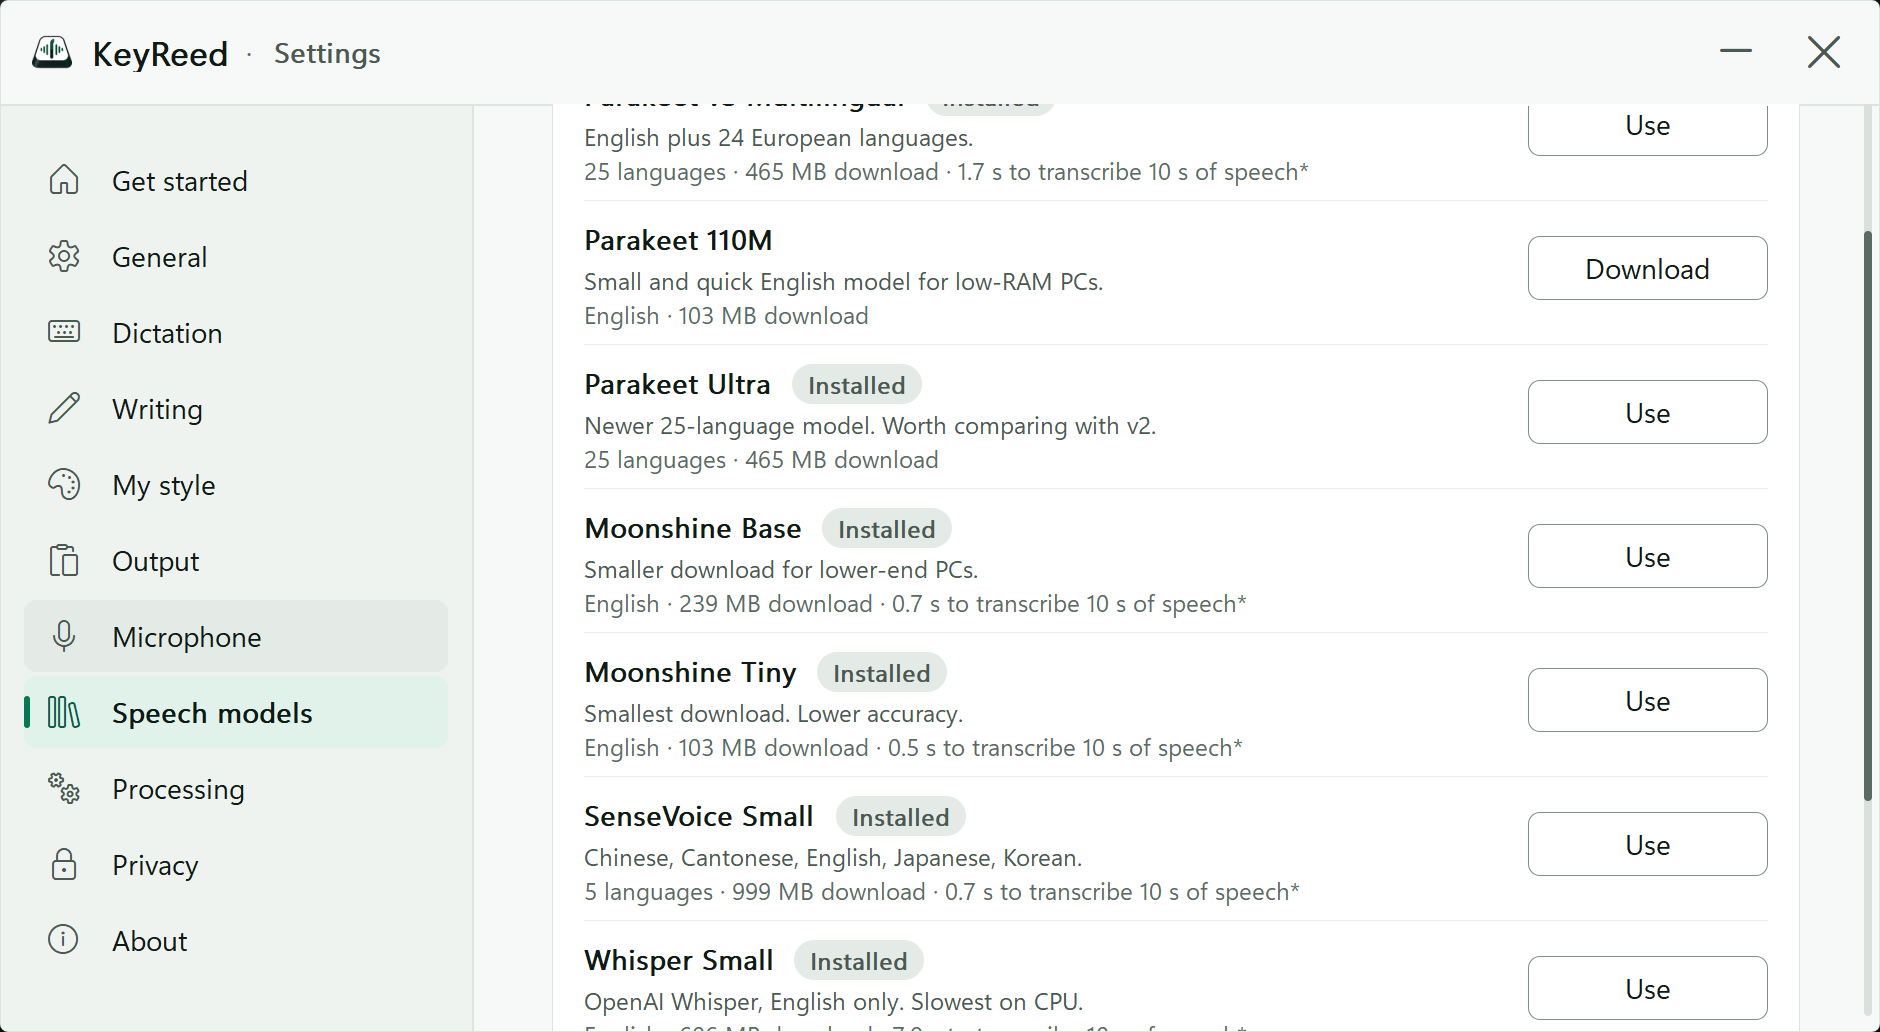 KeyReed · Settings
Get started
General
Dictation
Writing
My style
Output
Microphone
Speech models
Processing
Privacy
About
Parakeet v3 Multilingual Installed
English plus 24 European languages.
25 languages · 465 MB download · 1.7 s to transcribe 10 s of speech*
Use
Parakeet 110M
Small and quick English model for low-RAM PCs.
English · 103 MB download
Download
Parakeet Ultra Installed
Newer 25-language model. Worth comparing with v2.
25 languages · 465 MB download
Use
Moonshine Base Installed
Smaller download for lower-end PCs.
English · 239 MB download · 0.7 s to transcribe 10 s of speech*
Use
Moonshine Tiny Installed
Smallest download. Lower accuracy.
English · 103 MB download · 0.5 s to transcribe 10 s of speech*
Use
SenseVoice Small Installed
Chinese, Cantonese, English, Japanese, Korean.
5 languages · 999 MB download · 0.7 s to transcribe 10 s of speech*
Use
Whisper Small Installed
OpenAI Whisper, English only. Slowest on CPU.
Use